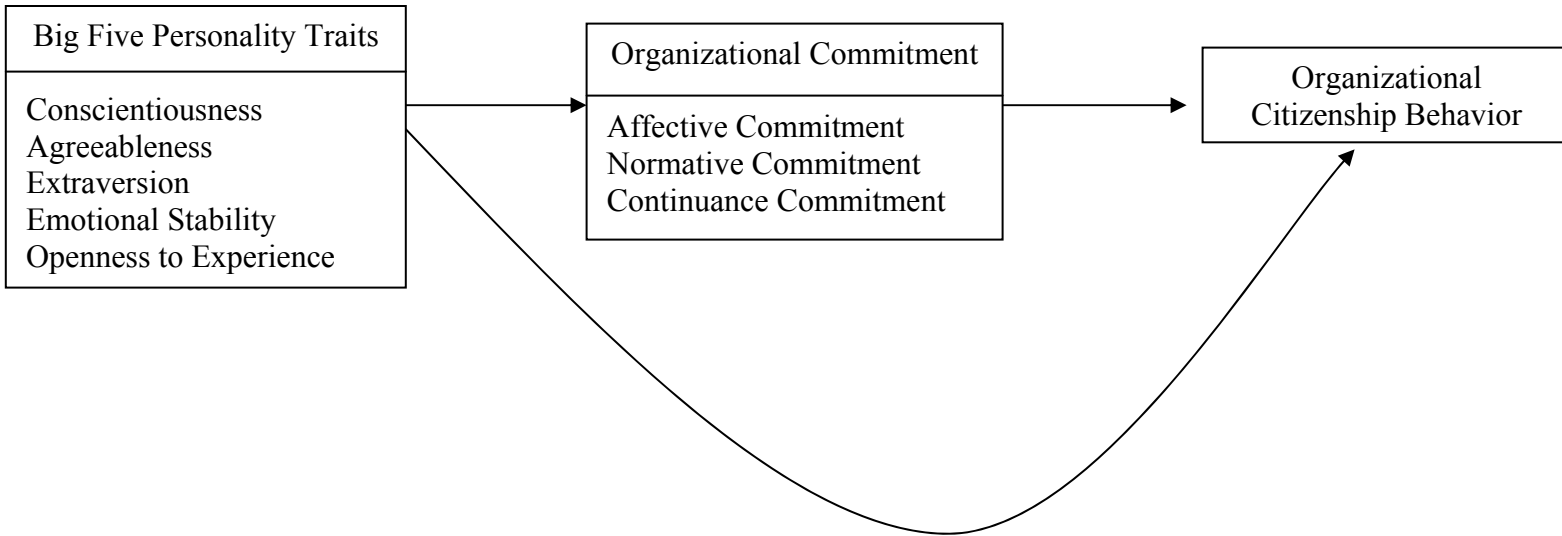 Big Five Personality Traits
Conscientiousness
Agreeableness
Extraversion
Emotional Stability
Openness to Experience
Organizational Commitment
Affective Commitment
Normative Commitment
Continuance Commitment
Organizational
Citizenship Behavior